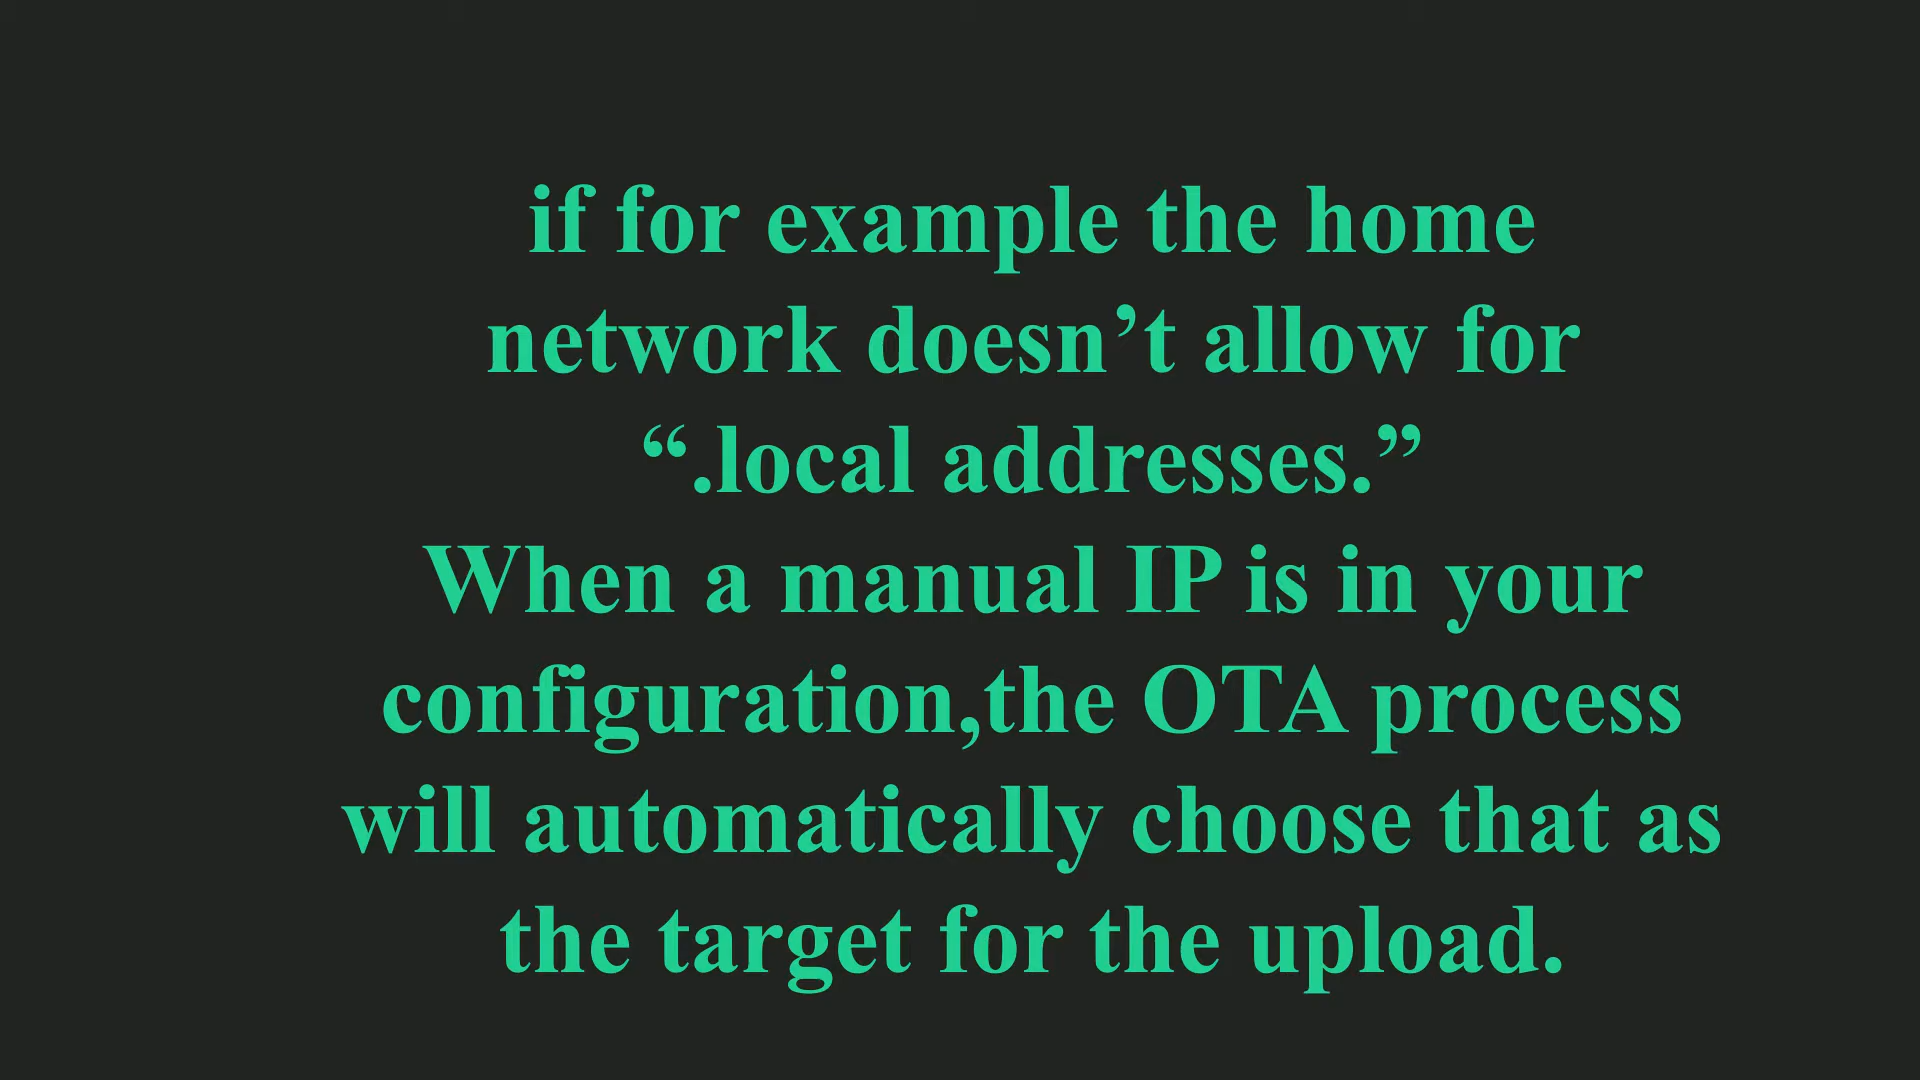 if for example the home
network doesn’t allow for
“.local addresses.”
When a manual IP is in your
configuration,the OTA process
will automatically choose that as
the target for the upload.